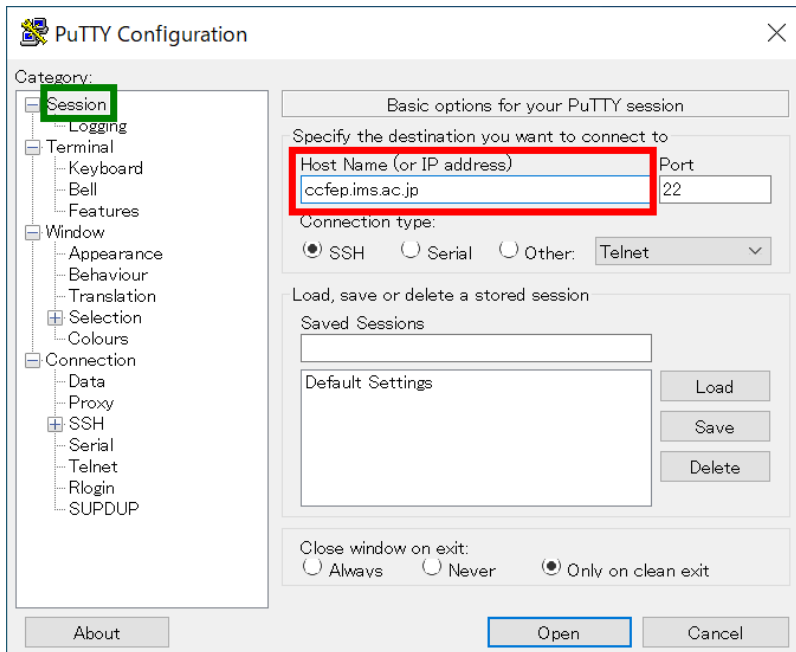 PuTTY Configuration
Category:
Session
Logging
Terminal
Keyboard
Bell
Features
Window
Appearance
Behaviour
Translation
Selection
Colours
Connection
Data
Proxy
SSH
Serial
Telnet
Rlogin
SUPDUP
Basic options for your PuTTY session
Specify the destination you want to connect to
Host Name (or IP address) Port
ccfep.ims.ac.jp 22
Connection type:
SSH Serial Other: Telnet
Load, save or delete a stored session
Saved Sessions
Default Settings
Load
Save
Delete
Close window on exit:
Always Never Only on clean exit
About Open Cancel